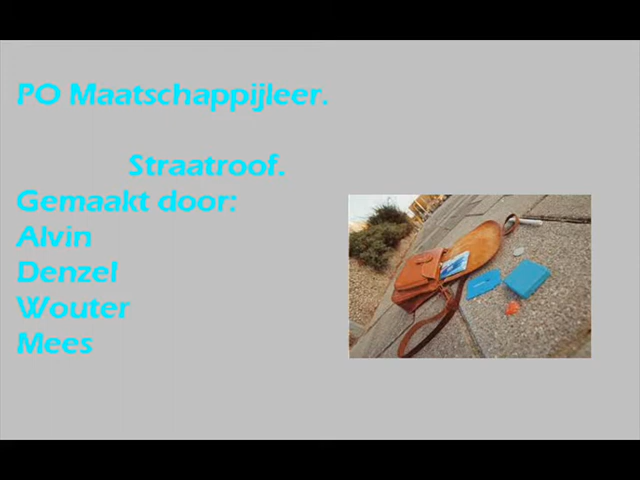 PO Maatschappijleer.
Straatroof.
Gemaakt door:
Alvin
Denzel
Wouter
Mees